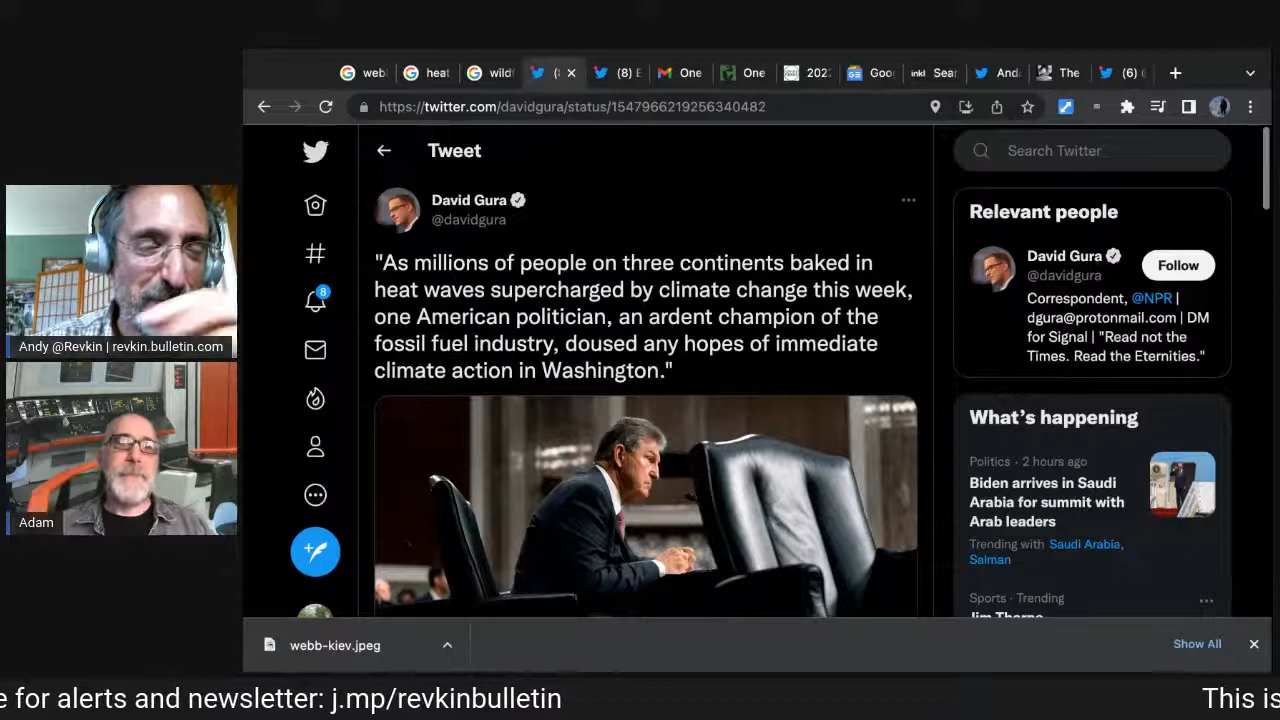 web
heat
wildf
(
(8) E
One
One
202
Goo
inkl
Sear
And
The
(6)
https://twitter.com/davidgura/status/1547966219256340482
Tweet
Search Twitter
David Gura
@davidgura
"As millions of people on three continents baked in
heat waves supercharged by climate change this week,
one American politician, an ardent champion of the
fossil fuel industry, doused any hopes of immediate
climate action in Washington."
8
Relevant people
David Gura
@davidgura
Follow
Correspondent, @NPR |
dgura@protonmail.com | DM
for Signal | "Read not the
Times. Read the Eternities."
What's happening
Politics · 2 hours ago
Biden arrives in Saudi
Arabia for summit with
Arab leaders
Trending with Saudi Arabia,
Salman
Sports · Trending
Jim Thorpe
Andy @Revkin | revkin.bulletin.com
Adam
webb-kiev.jpeg
Show All
e for alerts and newsletter: j.mp/revkinbulletin
This is